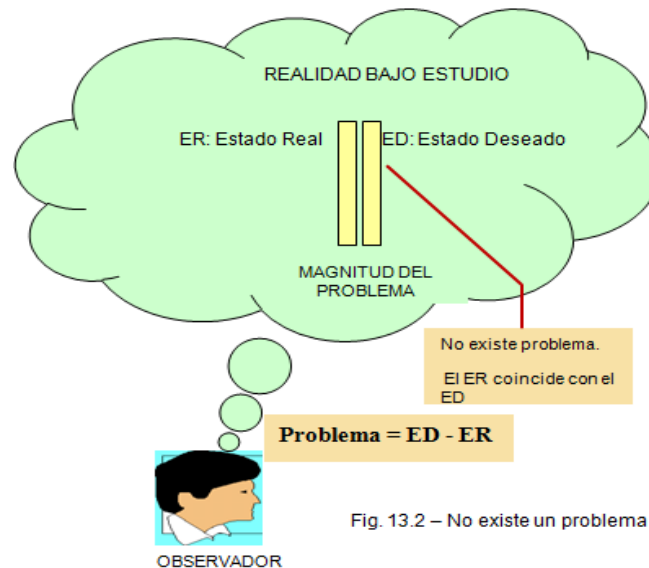 REALIDAD BAJO ESTUDIO
ER: Estado Real
ED: Estado Deseado
MAGNITUD DEL
PROBLEMA
No existe problema.
El ER coincide con el
ED
Problema = ED - ER
Fig. 13.2 – No existe un problema
OBSERVADOR